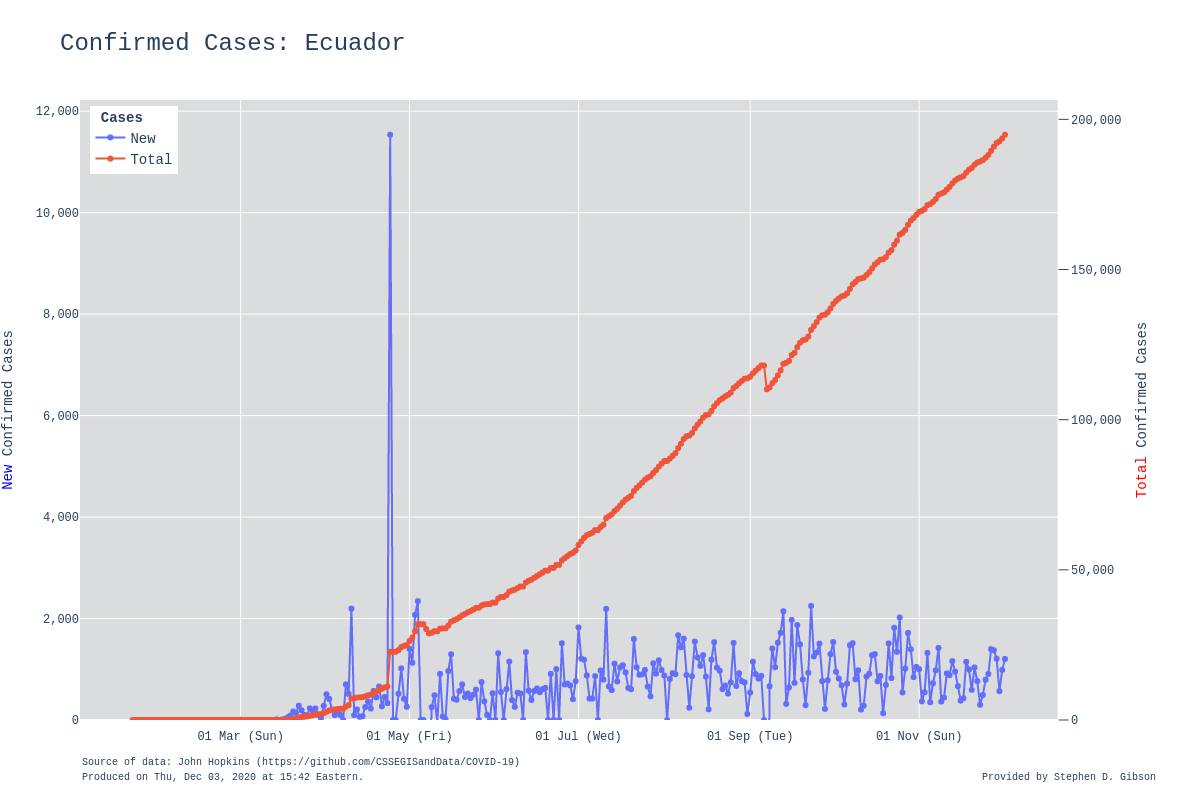 Confirmed Cases: Ecuador
Cases
New
Total
12,000
10,000
8,000
6,000
4,000
2,000
0
200,000
150,000
100,000
50,000
0
New Confirmed Cases
Total Confirmed Cases
01 Mar (Sun)
01 May (Fri)
01 Jul (Wed)
01 Sep (Tue)
01 Nov (Sun)
Source of data: John Hopkins (https://github.com/CSSEGISandData/COVID-19)
Produced on Thu, Dec 03, 2020 at 15:42 Eastern.
Provided by Stephen D. Gibson